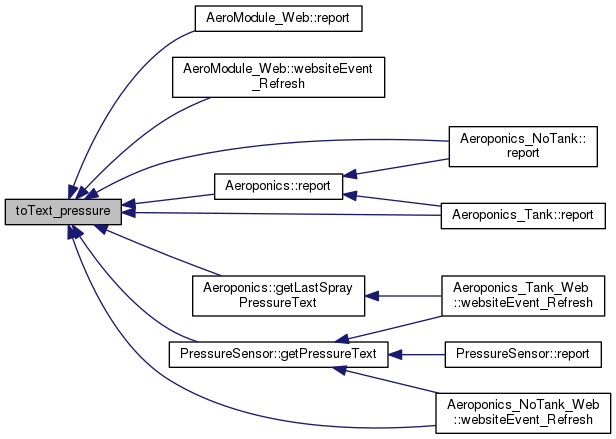 AeroModule_Web::report
AeroModule_Web::websiteEvent
_Refresh
Aeroponics_NoTank::
report
Aeroponics::report
toText_pressure
Aeroponics_Tank::report
Aeroponics::getLastSpray
PressureText
Aeroponics_Tank_Web
::websiteEvent_Refresh
PressureSensor::getPressureText
PressureSensor::report
Aeroponics_NoTank_Web
::websiteEvent_Refresh